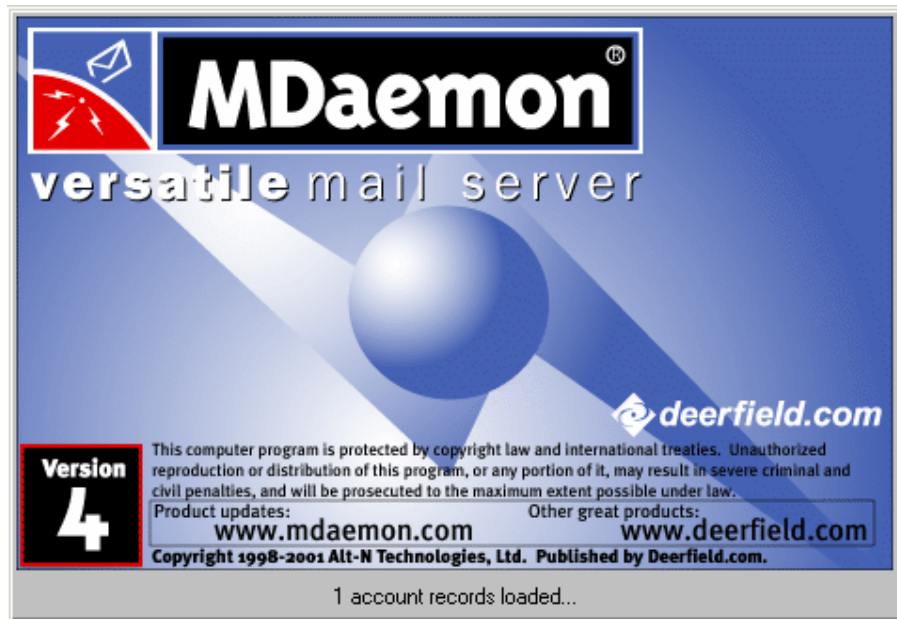 MDaemon®
versatile mail server
deerfield.com
Version
4
This computer program is protected by copyright law and international treaties. Unauthorized
reproduction or distribution of this program, or any portion of it, may result in severe criminal and
civil penalties, and will be prosecuted to the maximum extent possible under law.
Product updates: Other great products:
www.mdaemon.com www.deerfield.com
Copyright 1998-2001 Alt-N Technologies, Ltd. Published by Deerfield.com.
1 account records loaded...